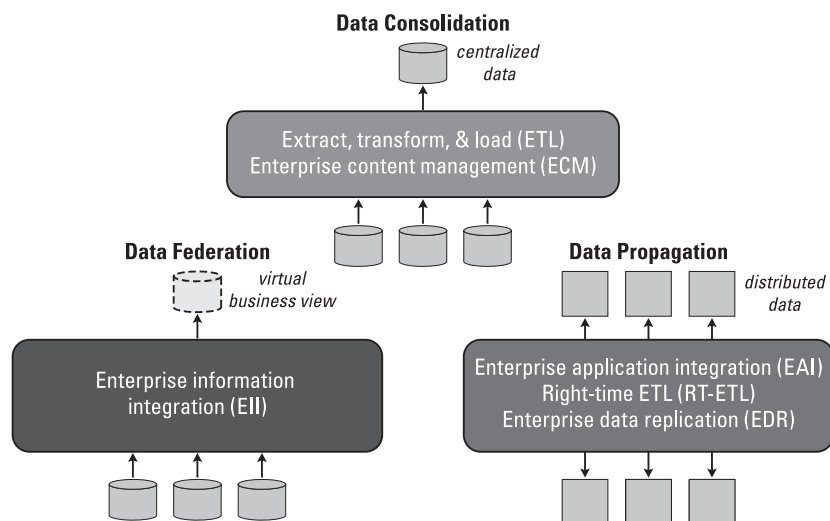 Data Consolidation
centralized
data
Extract, transform, & load (ETL)
Enterprise content management (ECM)
Data Federation
virtual
business view
Enterprise information
integration (EII)
Data Propagation
distributed
data
Enterprise application integration (EAI)
Right-time ETL (RT-ETL)
Enterprise data replication (EDR)